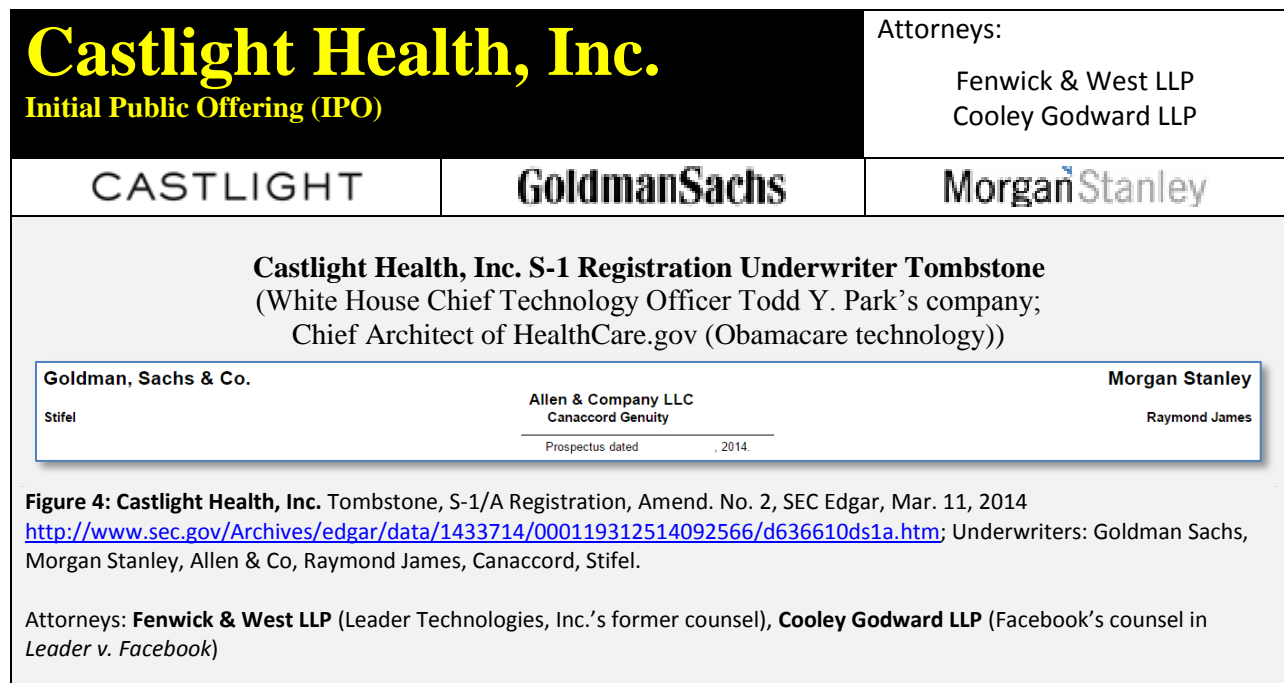 Castlight Health, Inc.
Initial Public Offering (IPO)
Attorneys:
Fenwick & West LLP
Cooley Godward LLP
CASTLIGHT
GoldmanSachs
MorganStanley
Castlight Health, Inc. S-1 Registration Underwriter Tombstone
(White House Chief Technology Officer Todd Y. Park's company;
Chief Architect of HealthCare.gov (Obamacare technology))
Goldman, Sachs & Co.
Morgan Stanley
Allen & Company LLC
Stifel
Canaccord Genuity
Raymond James
Prospectus dated , 2014.
Figure 4: Castlight Health, Inc. Tombstone, S-1/A Registration, Amend. No. 2, SEC Edgar, Mar. 11, 2014
http://www.sec.gov/Archives/edgar/data/1433714/000119312514092566/d636610ds1a.htm; Underwriters: Goldman Sachs,
Morgan Stanley, Allen & Co, Raymond James, Canaccord, Stifel.
Attorneys: Fenwick & West LLP (Leader Technologies, Inc.'s former counsel), Cooley Godward LLP (Facebook's counsel in
Leader v. Facebook)